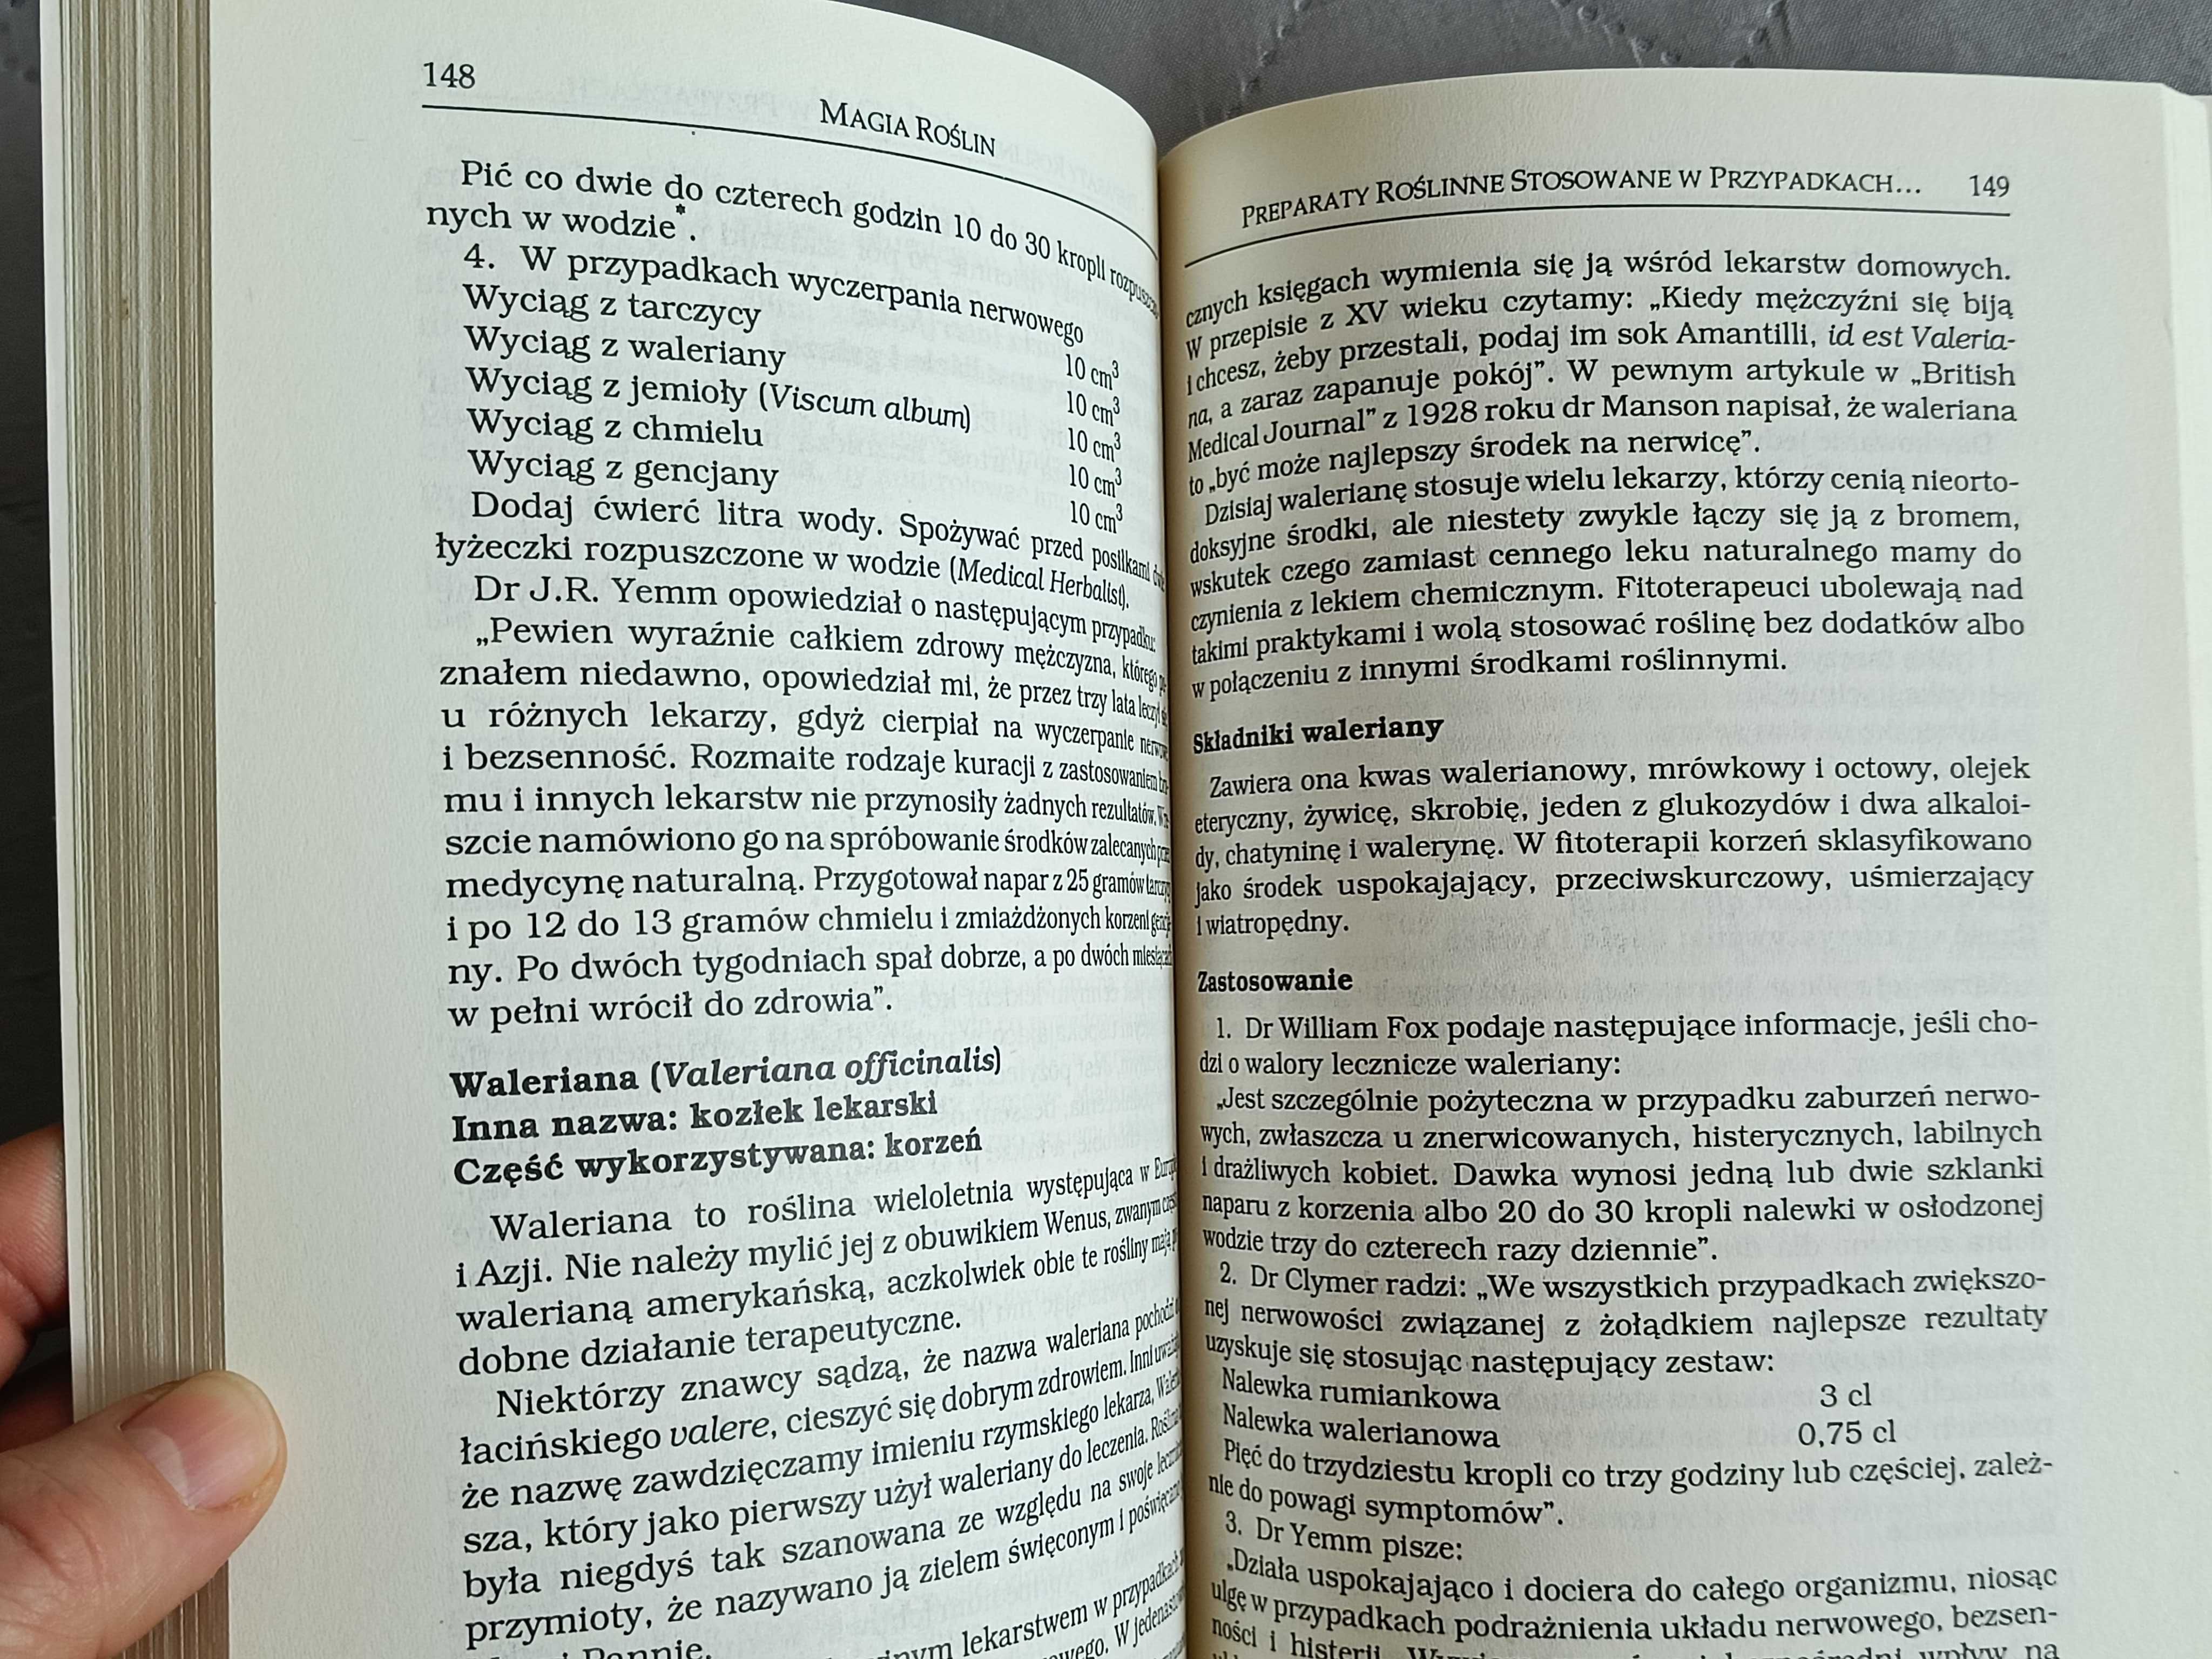 148
MAGIA ROŚLIN
Pić co dwie do czterech godzin 10 do 30 kropli
nych w wodzie*.
4. W przypadkach wyczerpania nerwowego
Wyciąg z tarczycy 10 cm³
Wyciąg z waleriany 10 cm³
Wyciąg z jemioły (Viscum album) 10 cm³
Wyciąg z chmielu 10 cm³
Wyciąg z gencjany 10 cm³
Dodaj ćwierć litra wody. Spożywać przed posiłkami dwie
łyżeczki rozpuszczone w wodzie (Medical Herbalist).
Dr J.R. Yemm opowiedział o następującym przypadku:
„Pewien wyraźnie całkiem zdrowy mężczyzna, którego
znałem niedawno, opowiedział mi, że przez trzy lata leczył się
u różnych lekarzy, gdyż cierpiał na wyczerpanie
i bezsenność. Rozmaite rodzaje kuracji z zastosowaniem
mu i innych lekarstw nie przynosiły żadnych rezultatów.
szcie namówiono go na spróbowanie środków zalecanych
medycynę naturalną. Przygotował napar z 25 gramów
i po 12 do 13 gramów chmielu i zmiażdżonych korzeni
ny. Po dwóch tygodniach spał dobrze, a po dwóch miesiącach
w pełni wrócił do zdrowia”.
Waleriana (Valeriana officinalis)
Inna nazwa: kozłek lekarski
Część wykorzystywana: korzeń
Waleriana to roślina wieloletnia występująca w
i Azji. Nie należy mylić jej z obuwikiem Wenus, zwanym
walerianą amerykańską, aczkolwiek obie te rośliny mają
dobne działanie terapeutyczne.
Niektórzy znawcy sądzą, że nazwa waleriana pochodzi
łacińskiego valere, cieszyć się dobrym zdrowiem. Inni
że nazwę zawdzięczamy imieniu rzymskiego lekarza,
sza, który jako pierwszy użył waleriany do leczenia.
była niegdyś tak szanowana ze względu na swoje
przymioty, że nazywano ją zielem święconym i
Pannie.
lekarstwem w przypadkach
W
PREPARATY ROŚLINNE STOSOWANE W PRZYPADKACH... 149
cznych księgach wymienia się ją wśród lekarstw domowych.
W przepisie z XV wieku czytamy: „Kiedy mężczyźni się biją
i chcesz, żeby przestali, podaj im sok Amantilli, id est Valeria-
na, a zaraz zapanuje pokój”. W pewnym artykule w „British
Medical Journal” z 1928 roku dr Manson napisał, że waleriana
to „być może najlepszy środek na nerwicę”.
Dzisiaj walerianę stosuje wielu lekarzy, którzy cenią nieorto-
doksyjne środki, ale niestety zwykle łączy się ją z bromem,
wskutek czego zamiast cennego leku naturalnego mamy do
czynienia z lekiem chemicznym. Fitoterapeuci ubolewają nad
takimi praktykami i wolą stosować roślinę bez dodatków albo
w połączeniu z innymi środkami roślinnymi.
Składniki waleriany
Zawiera ona kwas walerianowy, mrówkowy i octowy, olejek
eteryczny, żywicę, skrobię, jeden z glukozydów i dwa alkaloi-
dy, chatyninę i walerynę. W fitoterapii korzeń sklasyfikowano
jako środek uspokajający, przeciwskurczowy, uśmierzający
i wiatropędny.
Zastosowanie
1. Dr William Fox podaje następujące informacje, jeśli cho-
dzi o walory lecznicze waleriany:
„Jest szczególnie pożyteczna w przypadku zaburzeń nerwo-
wych, zwłaszcza u znerwicowanych, histerycznych, labilnych
i drażliwych kobiet. Dawka wynosi jedną lub dwie szklanki
naparu z korzenia albo 20 do 30 kropli nalewki w osłodzonej
wodzie trzy do czterech razy dziennie”.
2. Dr Clymer radzi: „We wszystkich przypadkach zwiększo-
nej nerwowości związanej z żołądkiem najlepsze rezultaty
uzyskuje się stosując następujący zestaw:
Nalewka rumiankowa 3 cl
Nalewka walerianowa 0,75 cl
Pięć do trzydziestu kropli co trzy godziny lub częściej, zależ-
nie do powagi symptomów”.
3. Dr Yemm pisze:
„Działa uspokajająco i dociera do całego organizmu, niosąc
ulgę w przypadkach podrażnienia układu nerwowego, bezsen-
ności i histerii. wpływ na